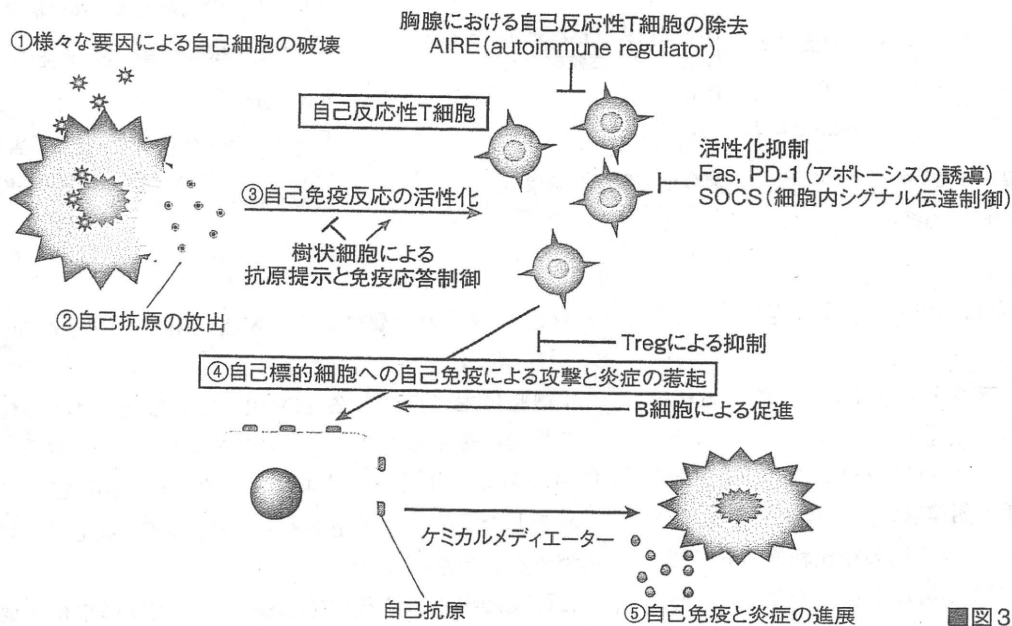 胸腺における自己反応性T細胞の除去
AIRE(autoimmune regulator)
①様々な要因による自己細胞の破壊
自己反応性T細胞
活性化抑制
Fas, PD-1(アポトーシスの誘導)
SOCS(細胞内シグナル伝達制御)
③自己免疫反応の活性化
樹状細胞による
抗原提示と免疫応答制御
②自己抗原の放出
Tregによる抑制
④自己標的細胞への自己免疫による攻撃と炎症の惹起
B細胞による促進
ケミカルメディエーター
自己抗原
⑤自己免疫と炎症の進展
■図3